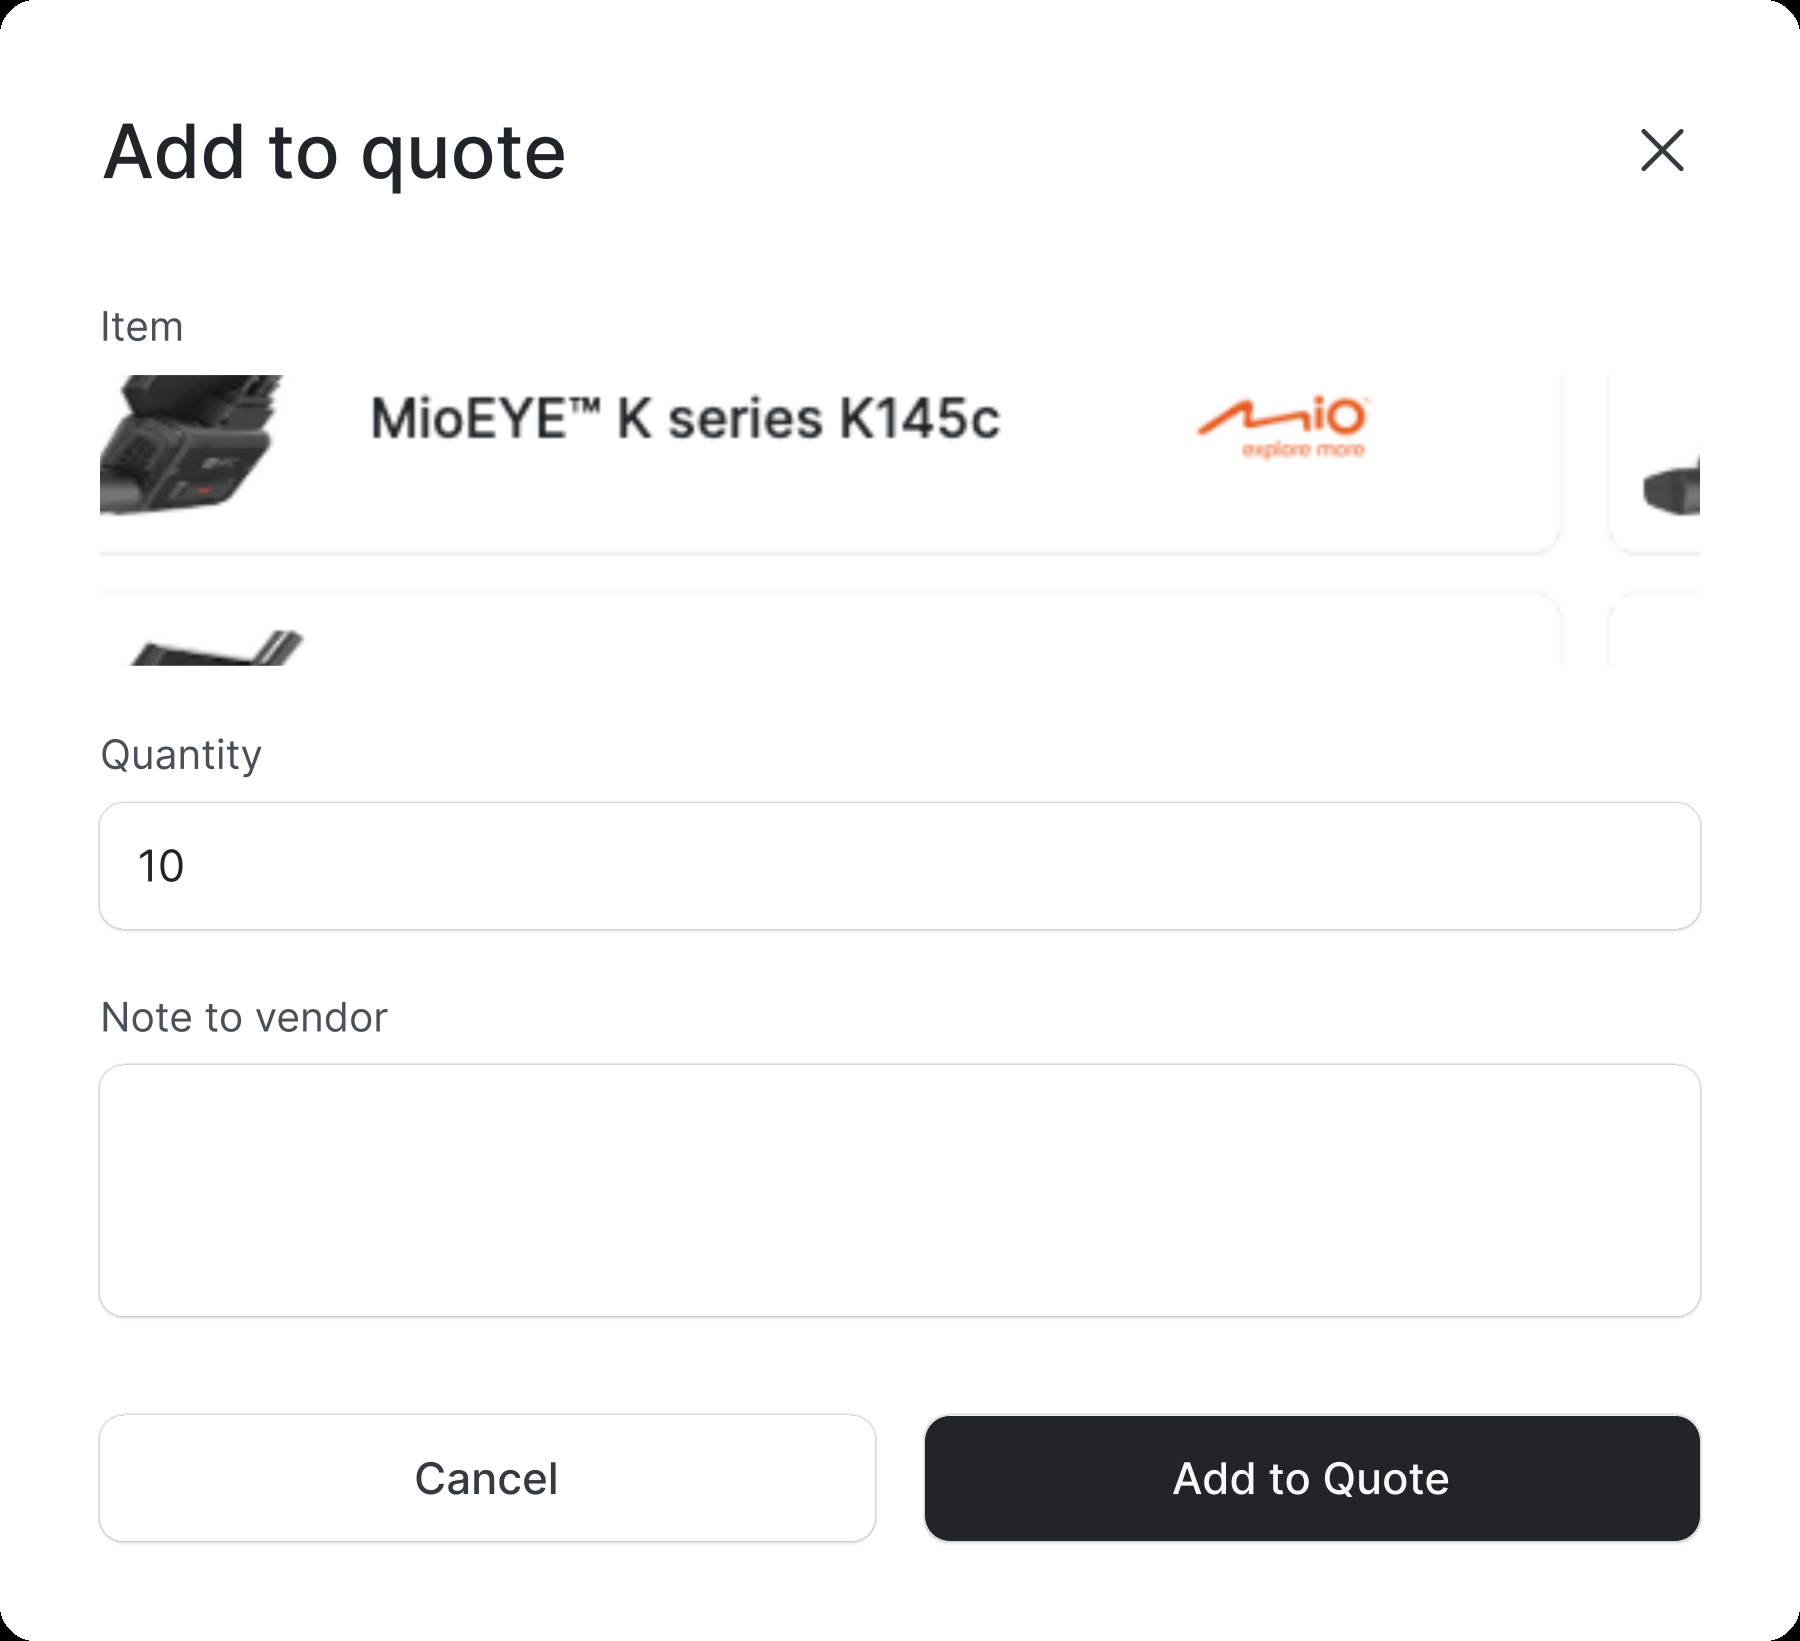 Add to quote
Item
MioEYE™ K series K145c
Mio
explore more
Quantity
10
Note to vendor
Cancel
Add to Quote